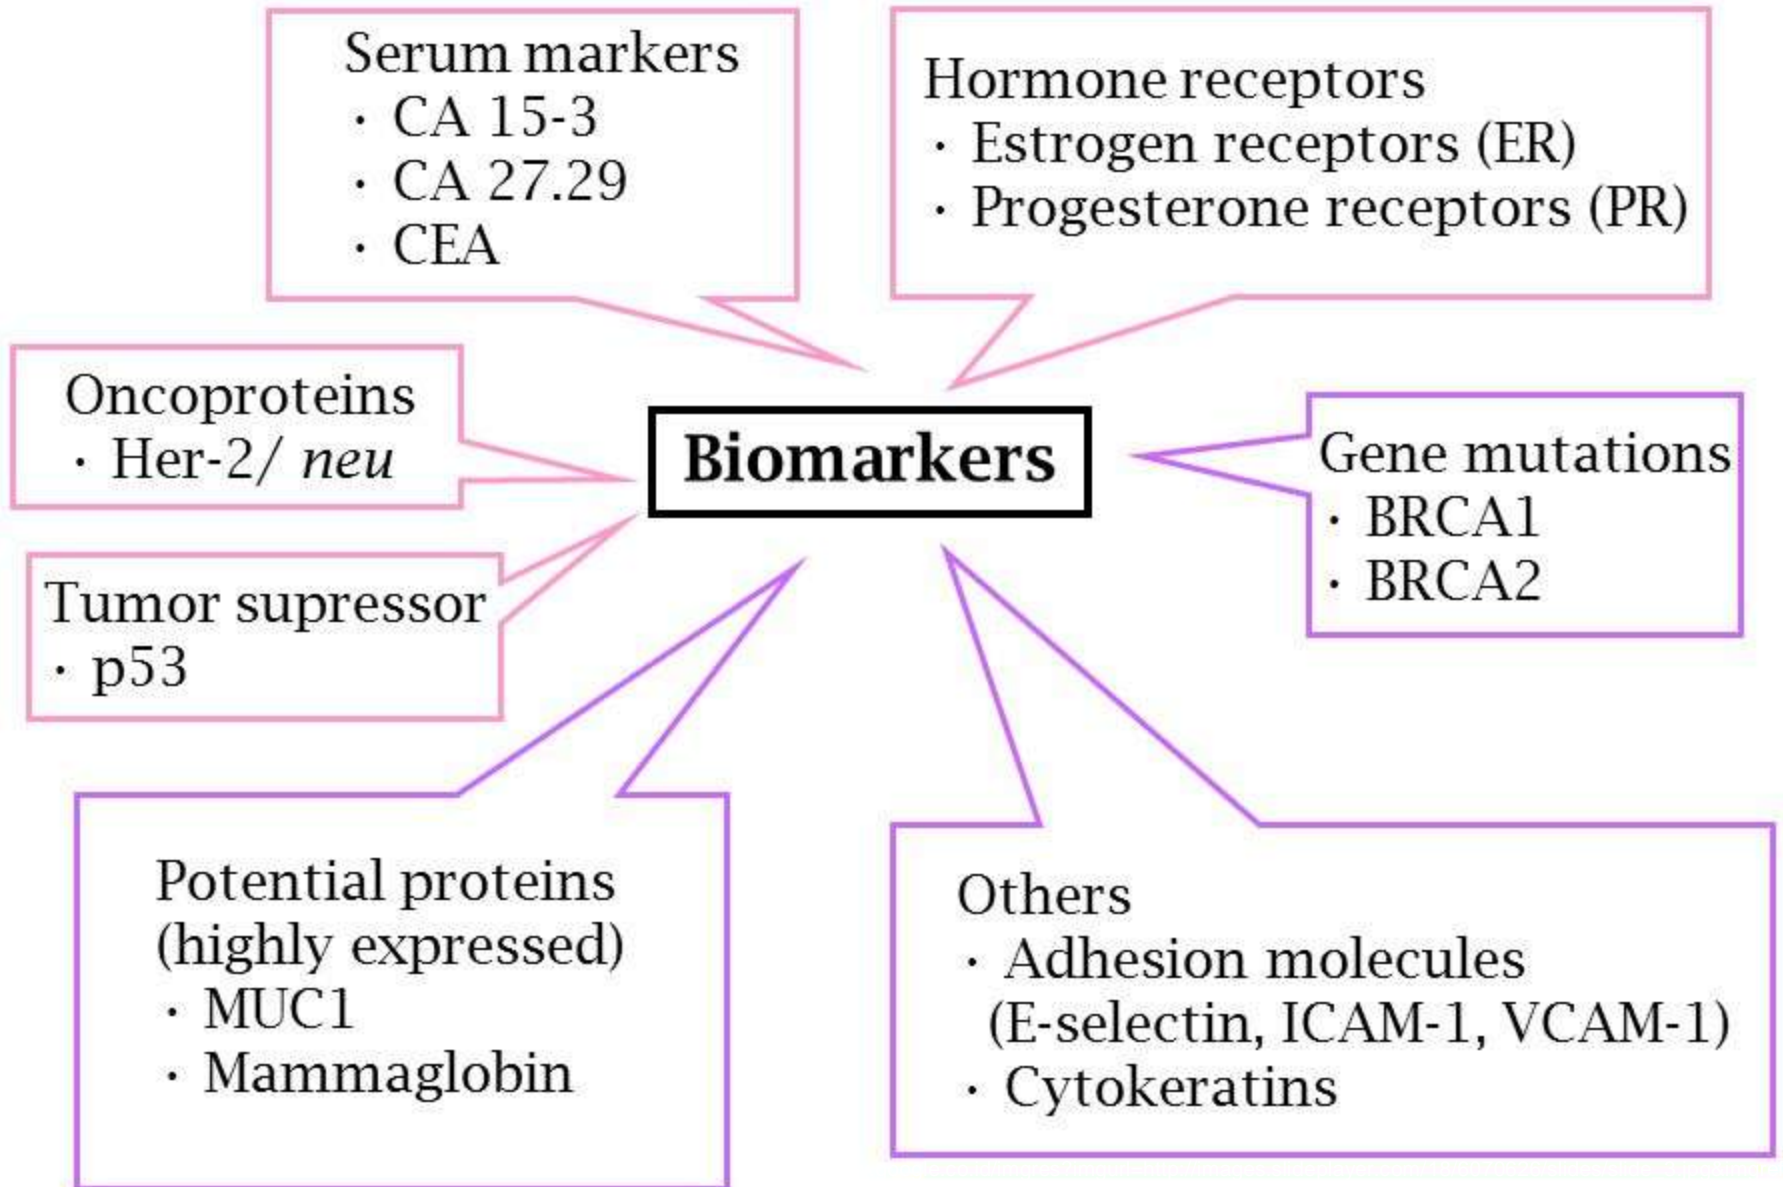 Serum markers
· CA 15-3
· CA 27.29
· CEA
Hormone receptors
· Estrogen receptors (ER)
· Progesterone receptors (PR)
Oncoproteins
· Her-2/ neu
Biomarkers
Gene mutations
· BRCA1
· BRCA2
Tumor supressor
· p53
Potential proteins
(highly expressed)
· MUC1
· Mammaglobin
Others
· Adhesion molecules
(E-selectin, ICAM-1, VCAM-1)
· Cytokeratins